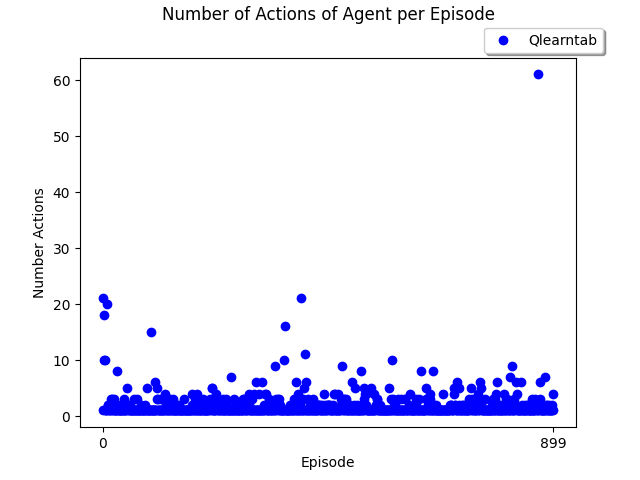 Number of Actions of Agent per Episode
Qlearntab
60
50
40
30
20
10
0
Number Actions
0
899
Episode